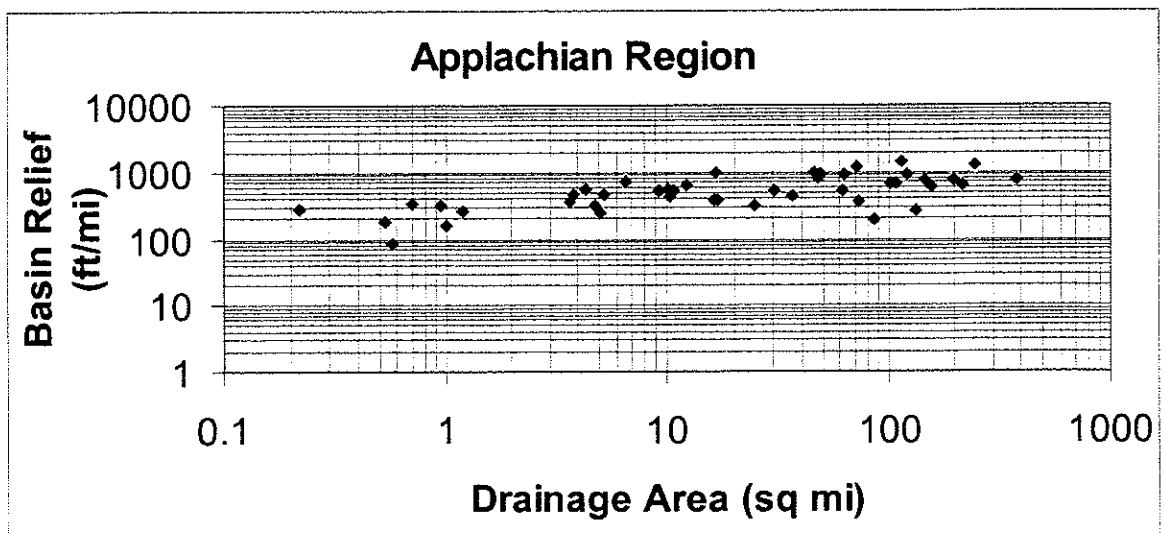 Applachian Region
Basin Relief
(ft/mi)
10000
1000
100
10
1
0.1
1
10
100
1000
Drainage Area (sq mi)